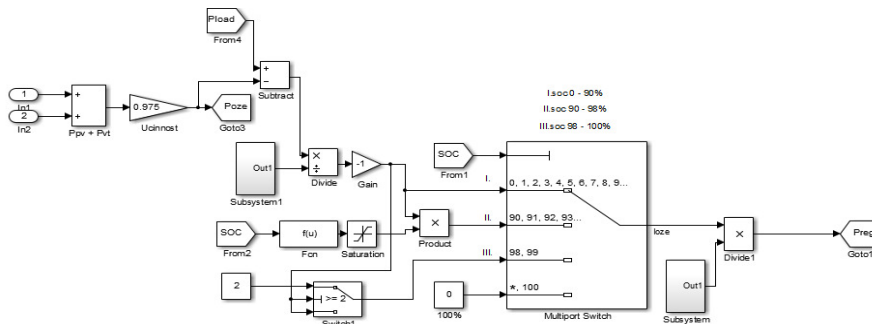 Pload
From4
+
−
Subtract
1
In1
2
In2
+
+
Ppv + Pvt
0.975
Ucinnost
Poze
Goto3
I.soc 0 - 90%
II.soc 90 - 98%
III.soc 98 - 100%
Out1
Subsystem1
×
÷
Divide
-1
Gain
SOC
From1
I.
0, 1, 2, 3, 4, 5, 6, 7, 8, 9...
SOC
From2
f(u)
Fcn
Saturation
×
Product
II.
90, 91, 92, 93...
Ioze
×
Divide1
Preg
Goto1
III.
98, 99
2
>= 2
Switch1
0
100%
*, 100
Multiport Switch
Out1
Subsystem